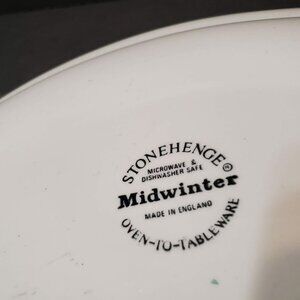 STONEHENGE®
MICROWAVE &
DISHWASHER SAFE
Midwinter
MADE IN ENGLAND
OVEN-TO-TABLEWARE